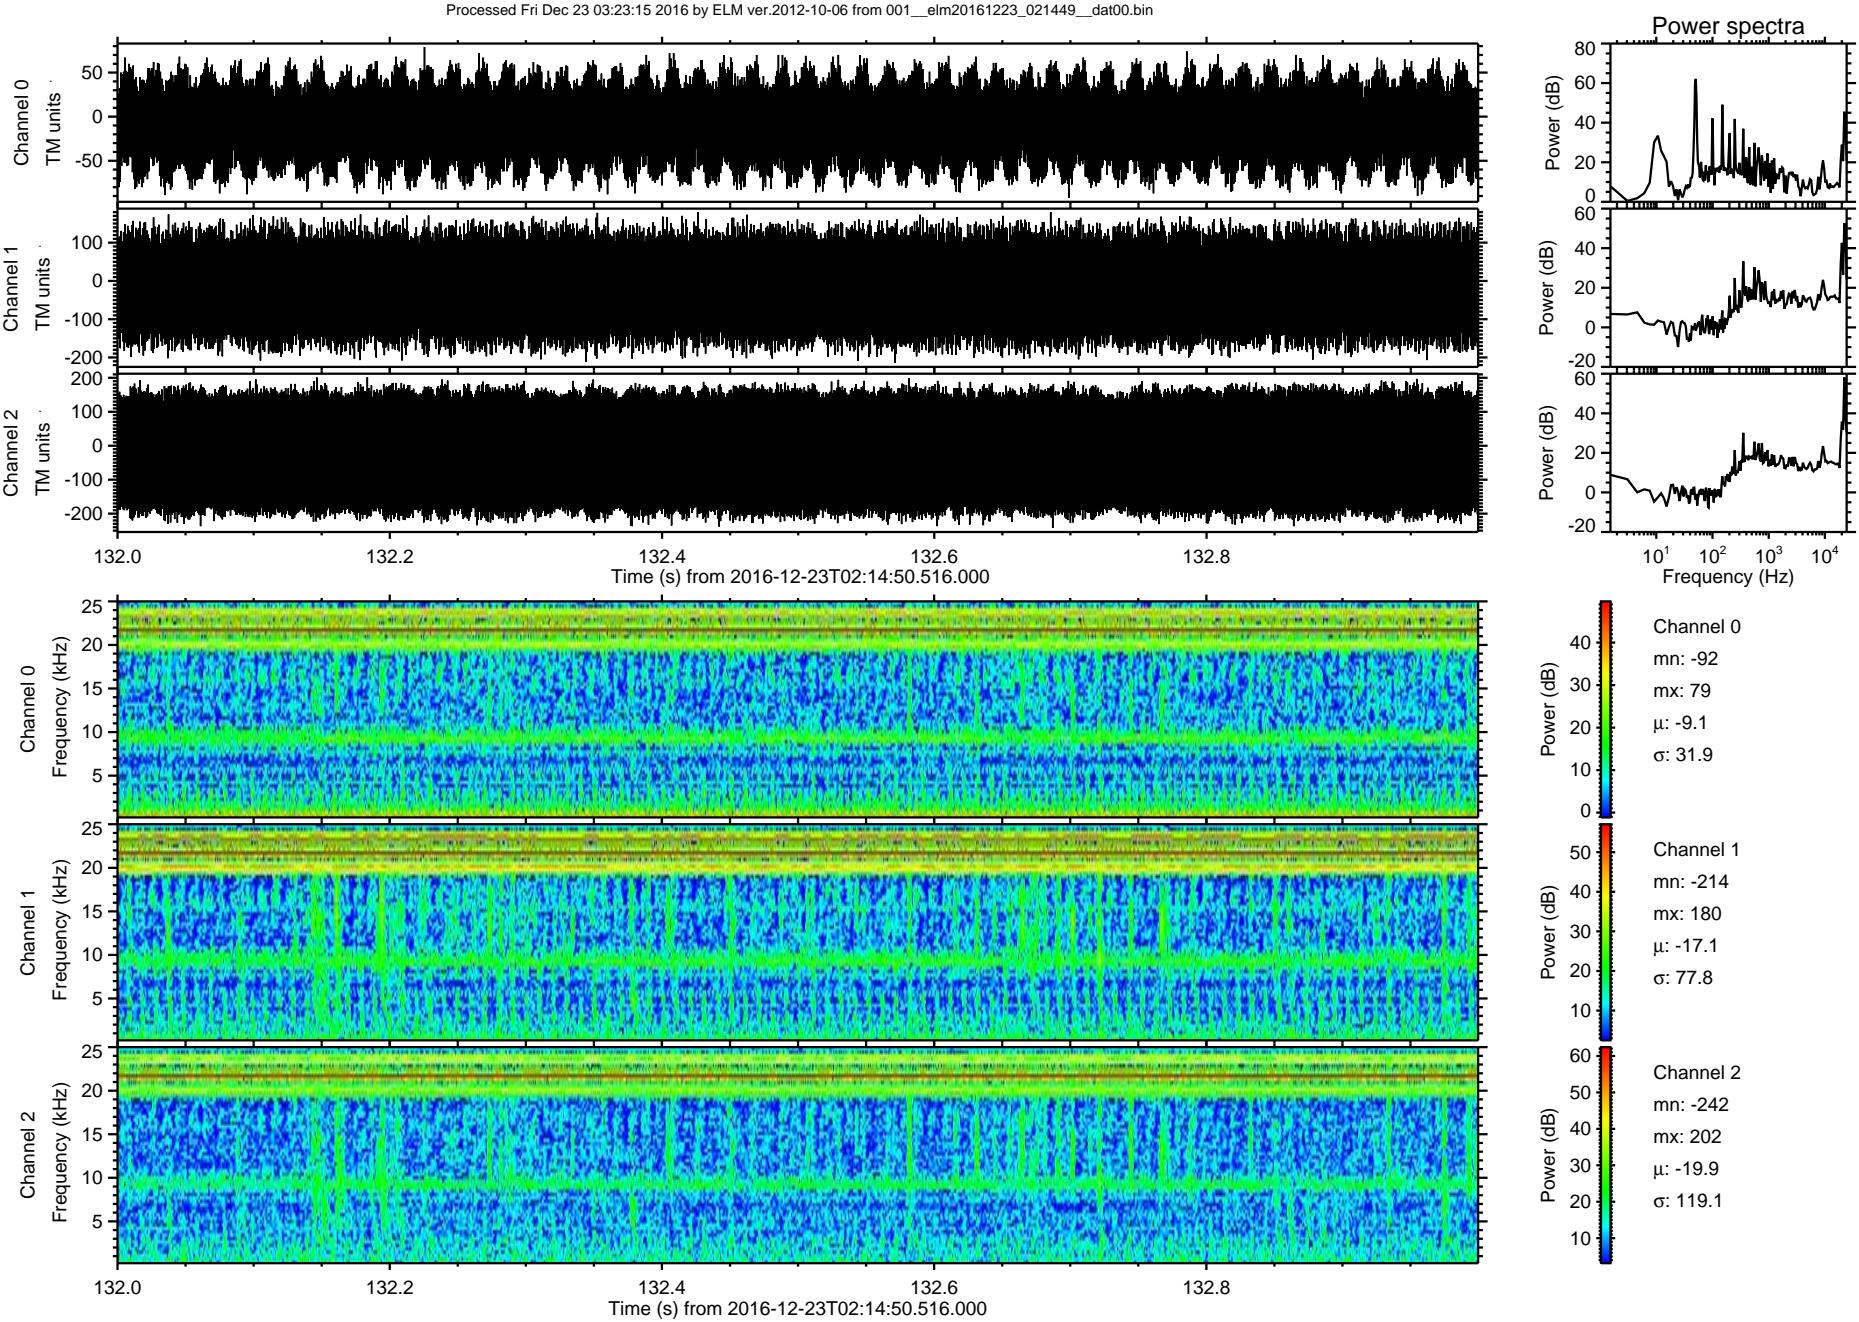 Processed Fri Dec 23 03:23:15 2016 by ELM ver.2012-10-06 from 001__elm20161223_021449__dat00.bin
Power spectra
Channel 0
TM units
50
0
-50
Power (dB)
80
60
40
20
0
Channel 1
TM units
100
0
-100
-200
Power (dB)
60
40
20
0
-20
Channel 2
TM units
200
100
0
-100
-200
Power (dB)
60
40
20
0
-20
132.0 132.2 132.4 132.6 132.8
Time (s) from 2016-12-23T02:14:50.516.000
10^1 10^2 10^3 10^4
Frequency (Hz)
Channel 0
Frequency (kHz)
25
20
15
10
5
Power (dB)
40
30
20
10
0
Channel 0
mn: -92
mx: 79
μ: -9.1
σ: 31.9
Channel 1
Frequency (kHz)
25
20
15
10
5
Power (dB)
50
40
30
20
10
Channel 1
mn: -214
mx: 180
μ: -17.1
σ: 77.8
Channel 2
Frequency (kHz)
25
20
15
10
5
Power (dB)
60
50
40
30
20
10
Channel 2
mn: -242
mx: 202
μ: -19.9
σ: 119.1
132.0 132.2 132.4 132.6 132.8
Time (s) from 2016-12-23T02:14:50.516.000